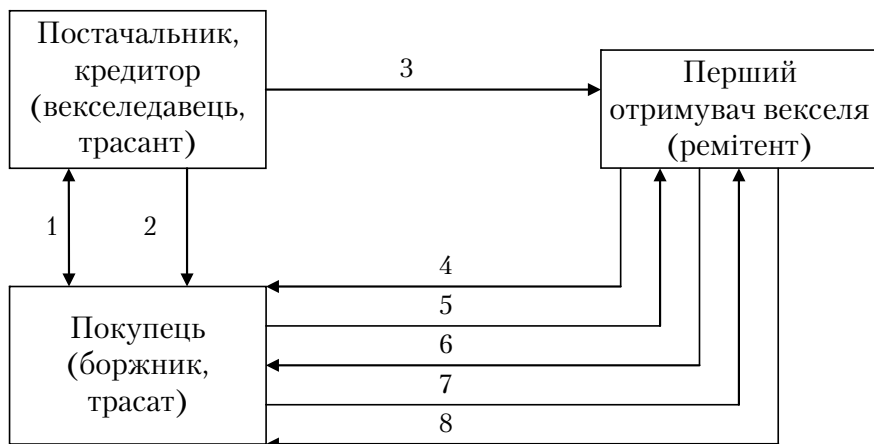 Постачальник,
кредитор
(векселедавець,
трасант)
3
Перший
отримувач векселя
(ремітент)
1
2
4
5
6
7
8
Покупець
(боржник,
трасат)